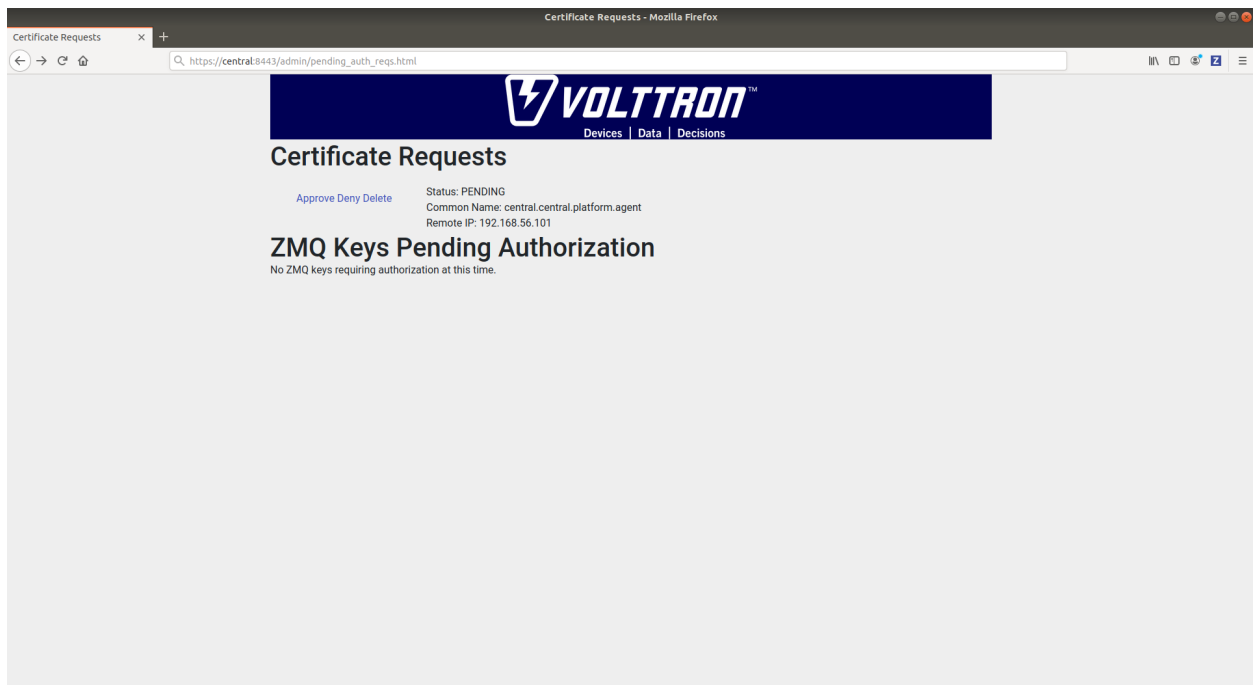 Certificate Requests - Mozilla Firefox
Certificate Requests
https://central:8443/admin/pending_auth_reqs.html
Z
VOLTTRON™
Devices | Data | Decisions
Certificate Requests
Approve Deny Delete
Status: PENDING
Common Name: central.central.platform.agent
Remote IP: 192.168.56.101
ZMQ Keys Pending Authorization
No ZMQ keys requiring authorization at this time.